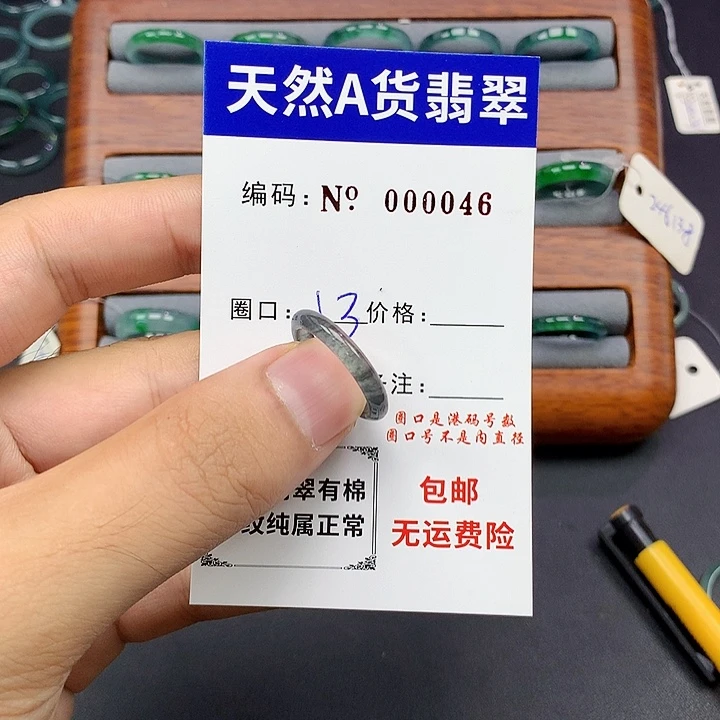 天然A货翡翠
编码：Nº 000046
圈口：13 价格：
注：
圈口是港码号数
圈口号不是内直径
翠有棉
纹纯属正常
包邮
无运费险